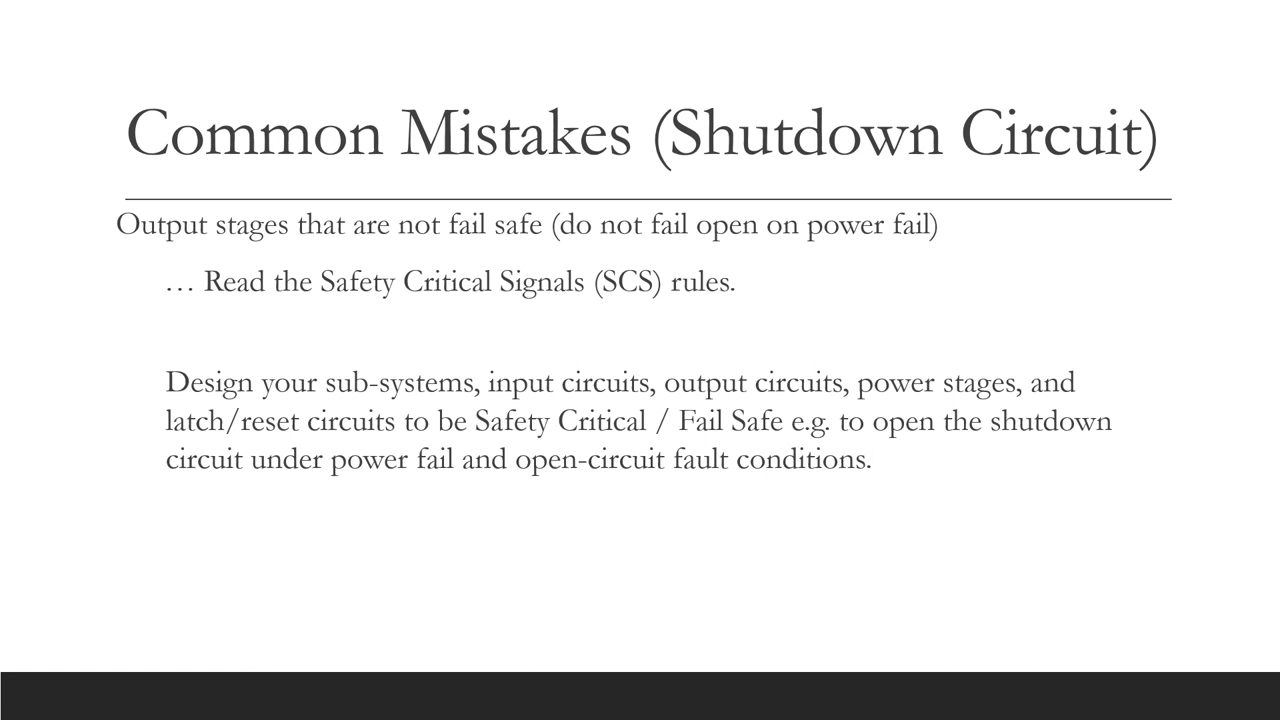 Common Mistakes (Shutdown Circuit)
Output stages that are not fail safe (do not fail open on power fail)
… Read the Safety Critical Signals (SCS) rules.
Design your sub-systems, input circuits, output circuits, power stages, and
latch/reset circuits to be Safety Critical / Fail Safe e.g. to open the shutdown
circuit under power fail and open-circuit fault conditions.